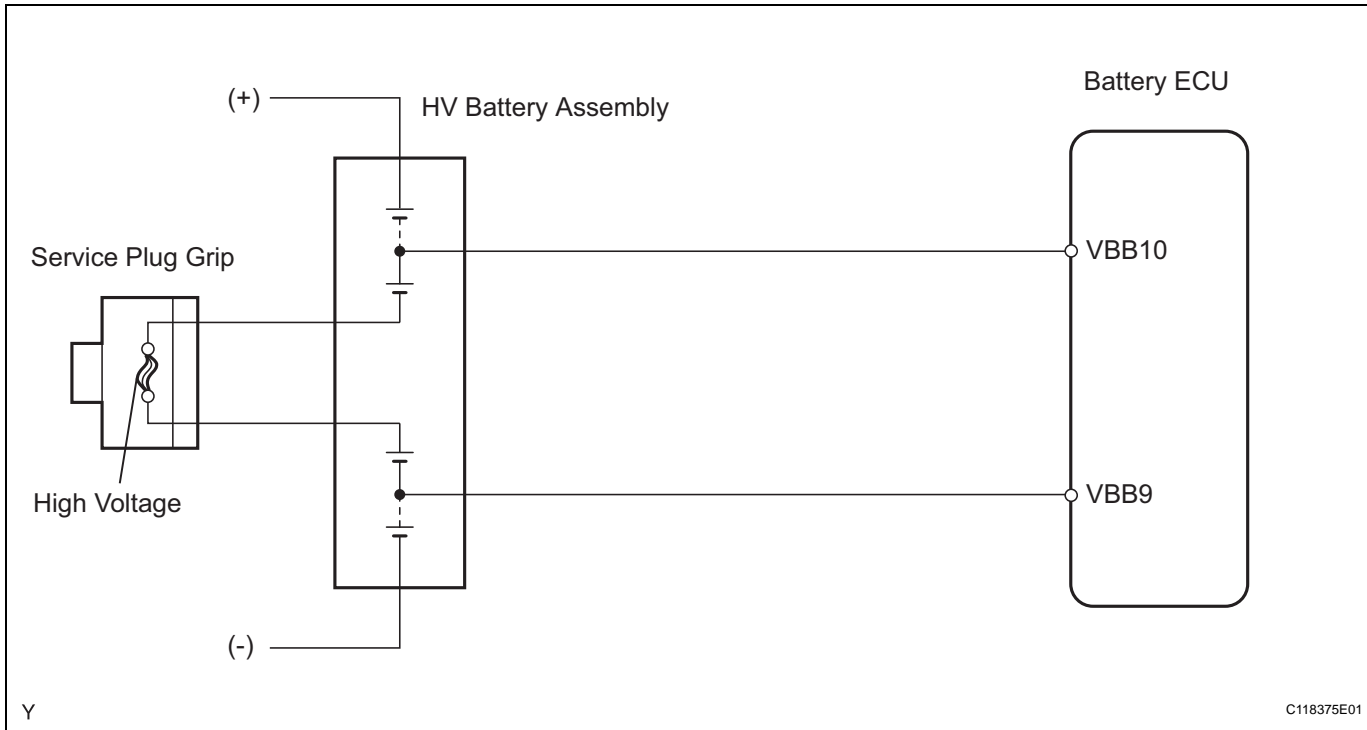 Battery ECU
(+)
HV Battery Assembly
Service Plug Grip
VBB10
High Voltage
VBB9
(-)
Y
C118375E01